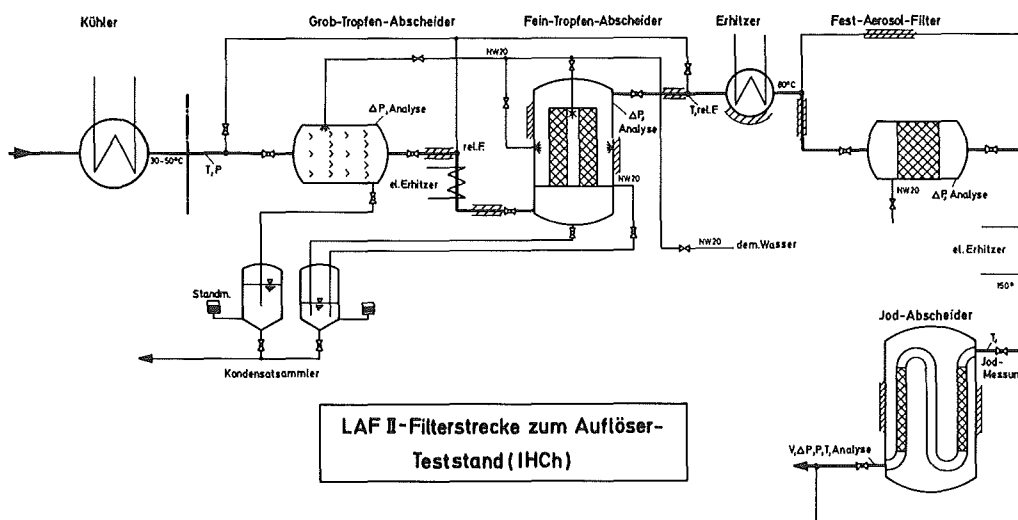 Kühler
Grob-Tropfen-Abscheider
Fein-Tropfen-Abscheider
Erhitzer
Fest-Aerosol-Filter
NW20
ΔP, Analyse
ΔP,
Analyse
T, rel.F.
80°C
30-50°C
T, P
rel.F.
el.Erhitzer
NW20
NW20
ΔP, Analyse
NW20
dem.Wasser
el.Erhitzer
150°
Standm.
Kondensatsammler
Jod-Abscheider
T,
Jod-
Messun
LAF II-Filterstrecke zum Auflöser-
Teststand (IHCh)
V, ΔP, P, T, Analyse